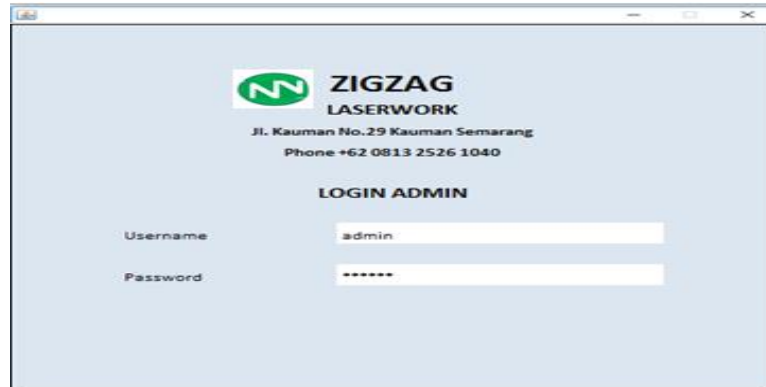 ZIGZAG
LASERWORK
Jl. Kauman No.29 Kauman Semarang
Phone +62 0813 2526 1040
LOGIN ADMIN
Username admin
Password ••••••